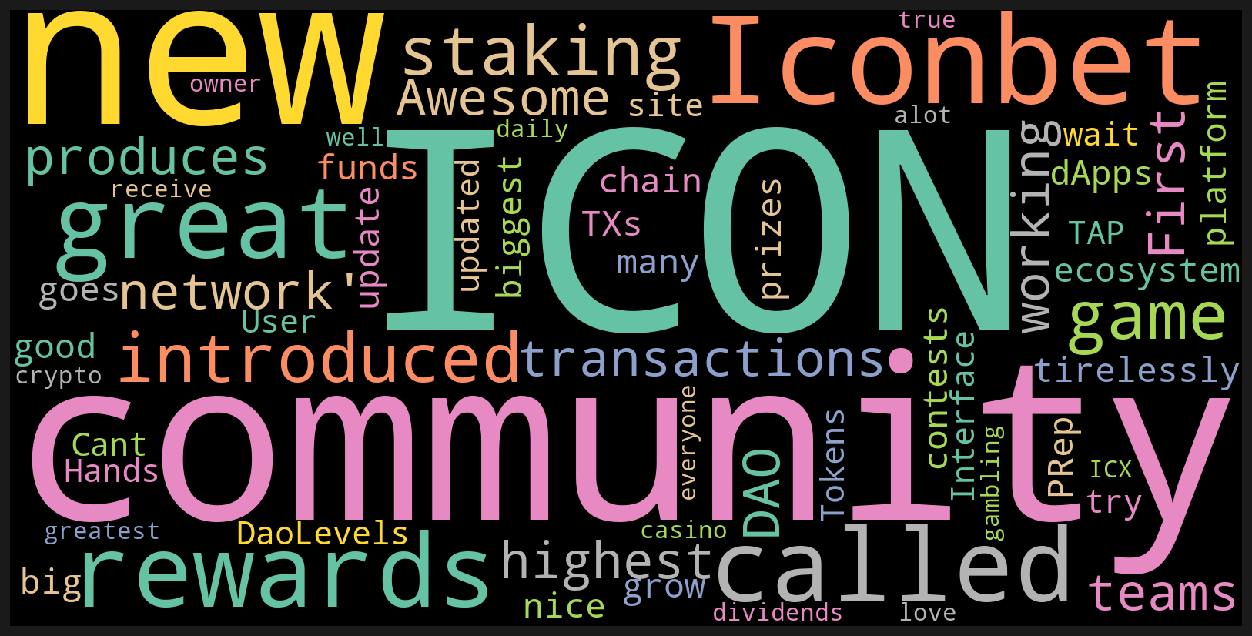 new
owner
staking
Awesome
site
Iconbet
true
alot
well
daily
produces
funds
receive
great
ICON
chain
TXs
many
prizes
biggest
updated
update
working
wait
dApps
First
platform
TAP
ecosystem
goes
network'
User
game
good
crypto
introduced
transactions
contests
Interface
tirelessly
community
Cant
Hands
everyone
DAO
Tokens
gambling
PRep
ICX
try
greatest
DaoLevels
casino
big
rewards
highest
called
grow
nice
dividends
love
teams